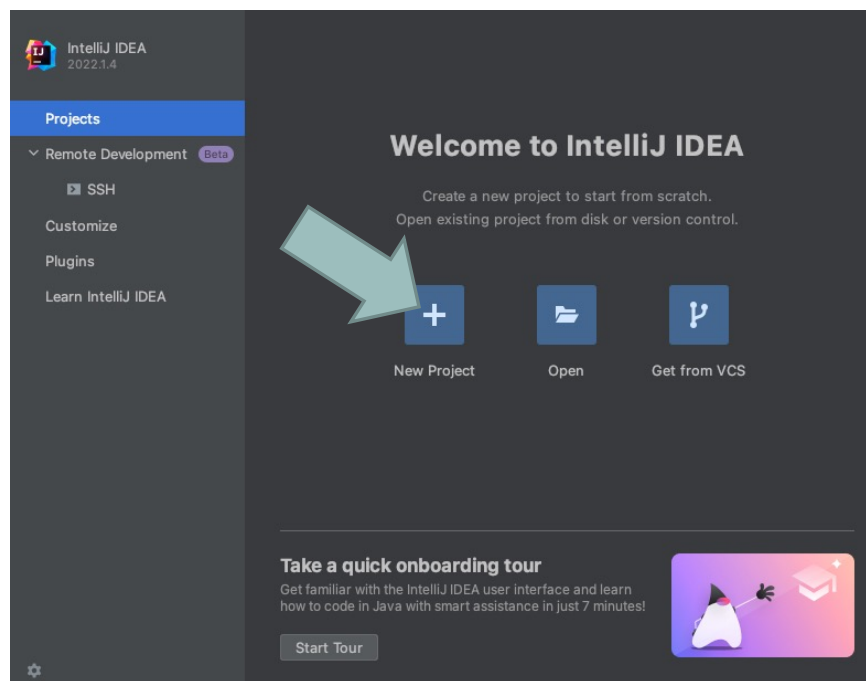 IntelliJ IDEA
2022.1.4
Projects
Remote Development Beta
SSH
Customize
Plugins
Learn IntelliJ IDEA
Welcome to IntelliJ IDEA
Create a new project to start from scratch.
Open existing project from disk or version control.
New Project
Open
Get from VCS
Take a quick onboarding tour
Get familiar with the IntelliJ IDEA user interface and learn
how to code in Java with smart assistance in just 7 minutes!
Start Tour